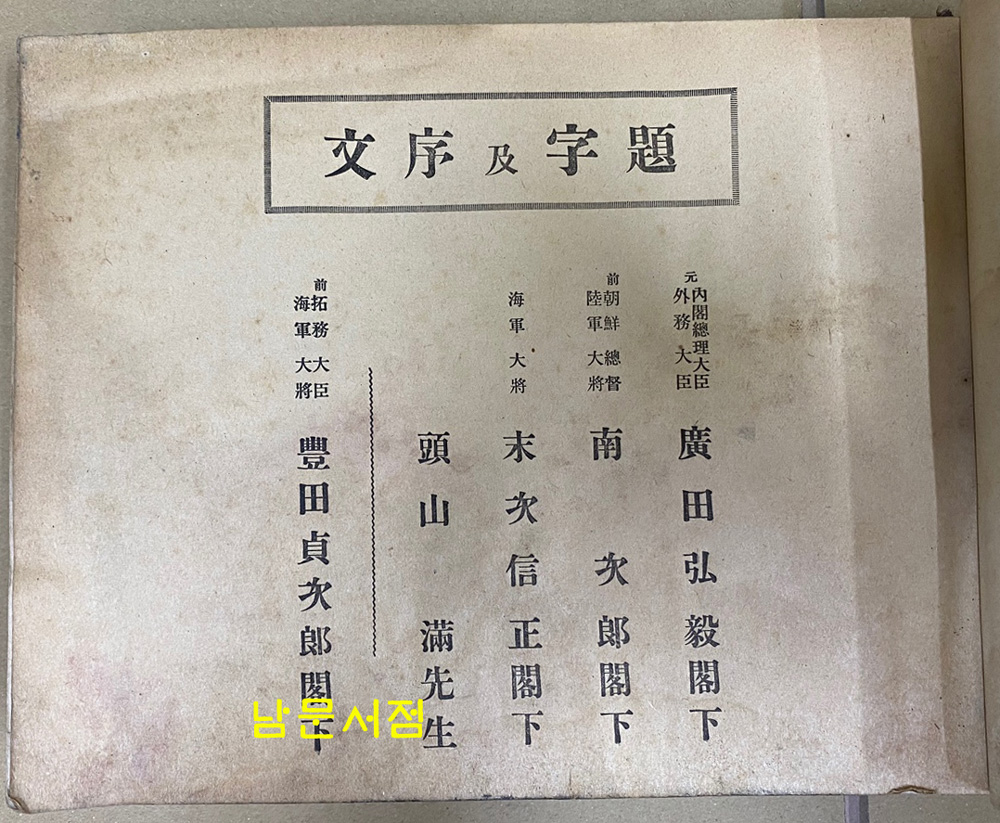 題字及序文
元
內閣總理大臣
外務大臣
廣田弘毅閣下
前
朝鮮總督
陸軍大將
南次郎閣下
海軍大將
末次信正閣下
頭山滿先生
前
拓務大臣
海軍大將
豐田貞次郎閣下
남문서점